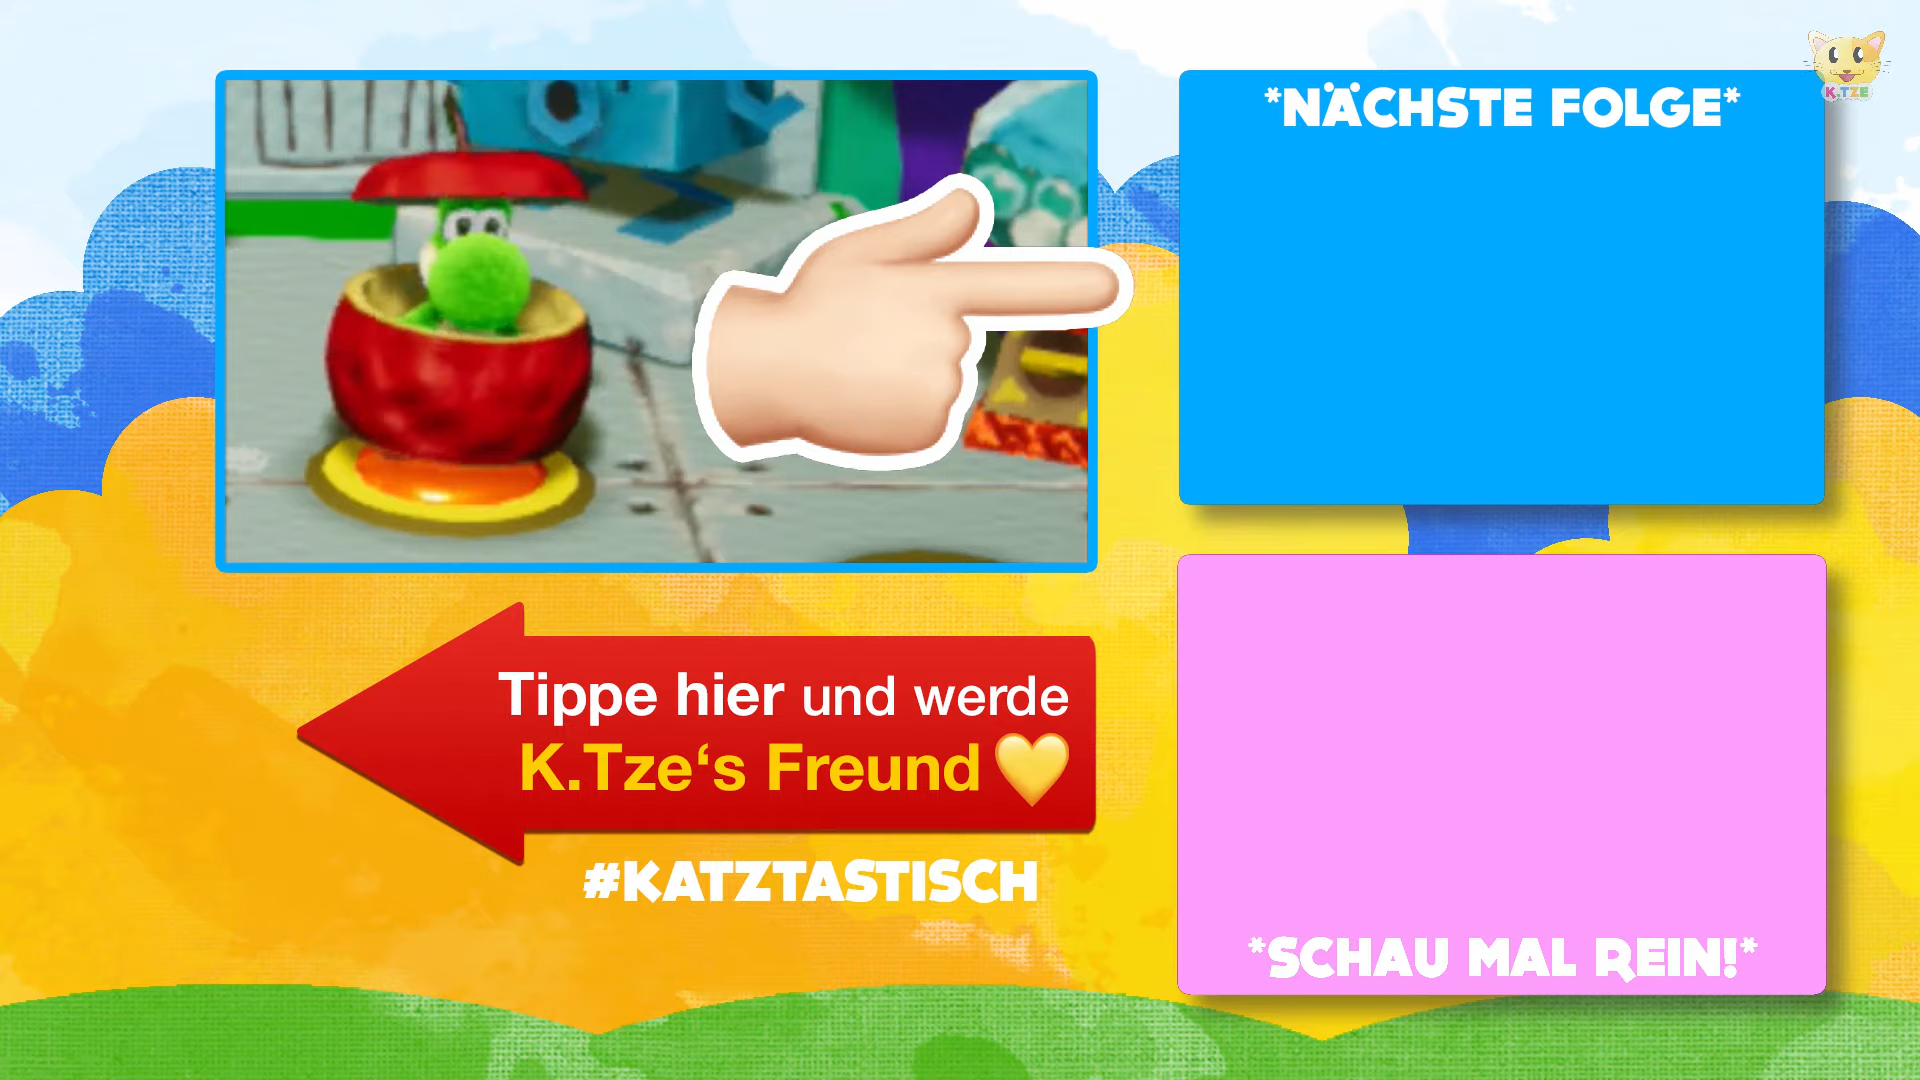 *NÄCHSTE FOLGE*
K.TZE
Tippe hier und werde
K.Tze‘s Freund
#KATZTASTISCH
*SCHAU MAL REIN!*